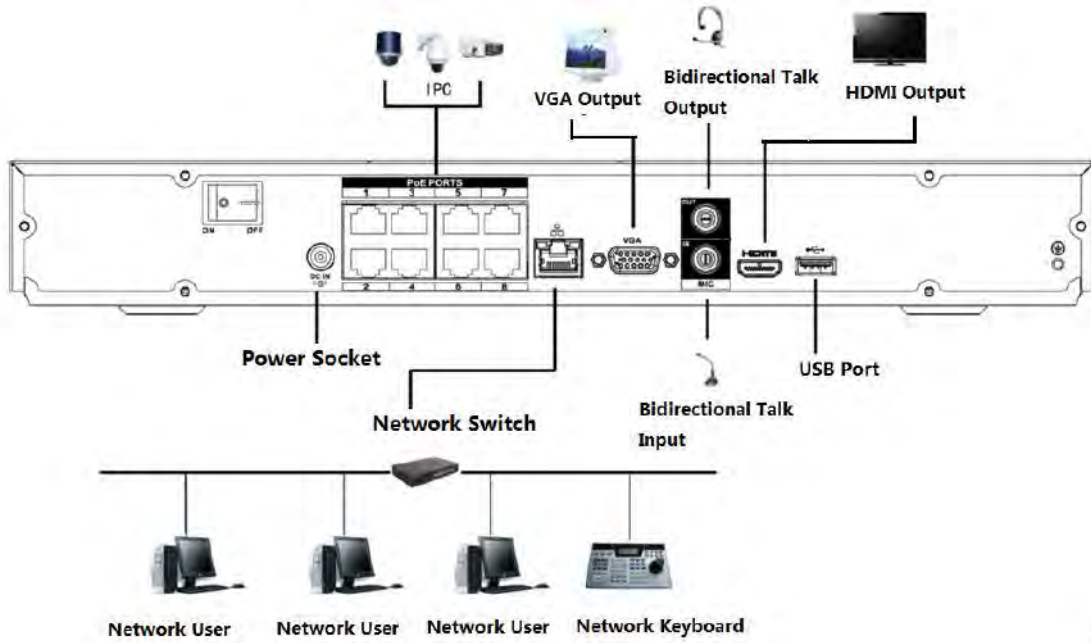 IPC
VGA Output
Bidirectional Talk
Output
HDMI Output
PoE PORTS
1 3 5 7
ON OFF
DC IN
2 4 6 8
VGA
OUT
IN
MIC
HDMI
Power Socket
USB Port
Network Switch
Bidirectional Talk
Input
Network User
Network User
Network User
Network Keyboard